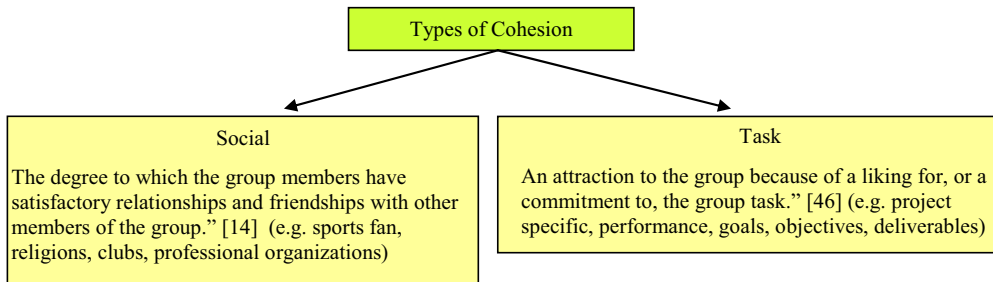 Types of Cohesion
Social
The degree to which the group members have
satisfactory relationships and friendships with other
members of the group.” [14]  (e.g. sports fan,
religions, clubs, professional organizations)
Task
An attraction to the group because of a liking for, or a
commitment to, the group task.” [46] (e.g. project
specific, performance, goals, objectives, deliverables)